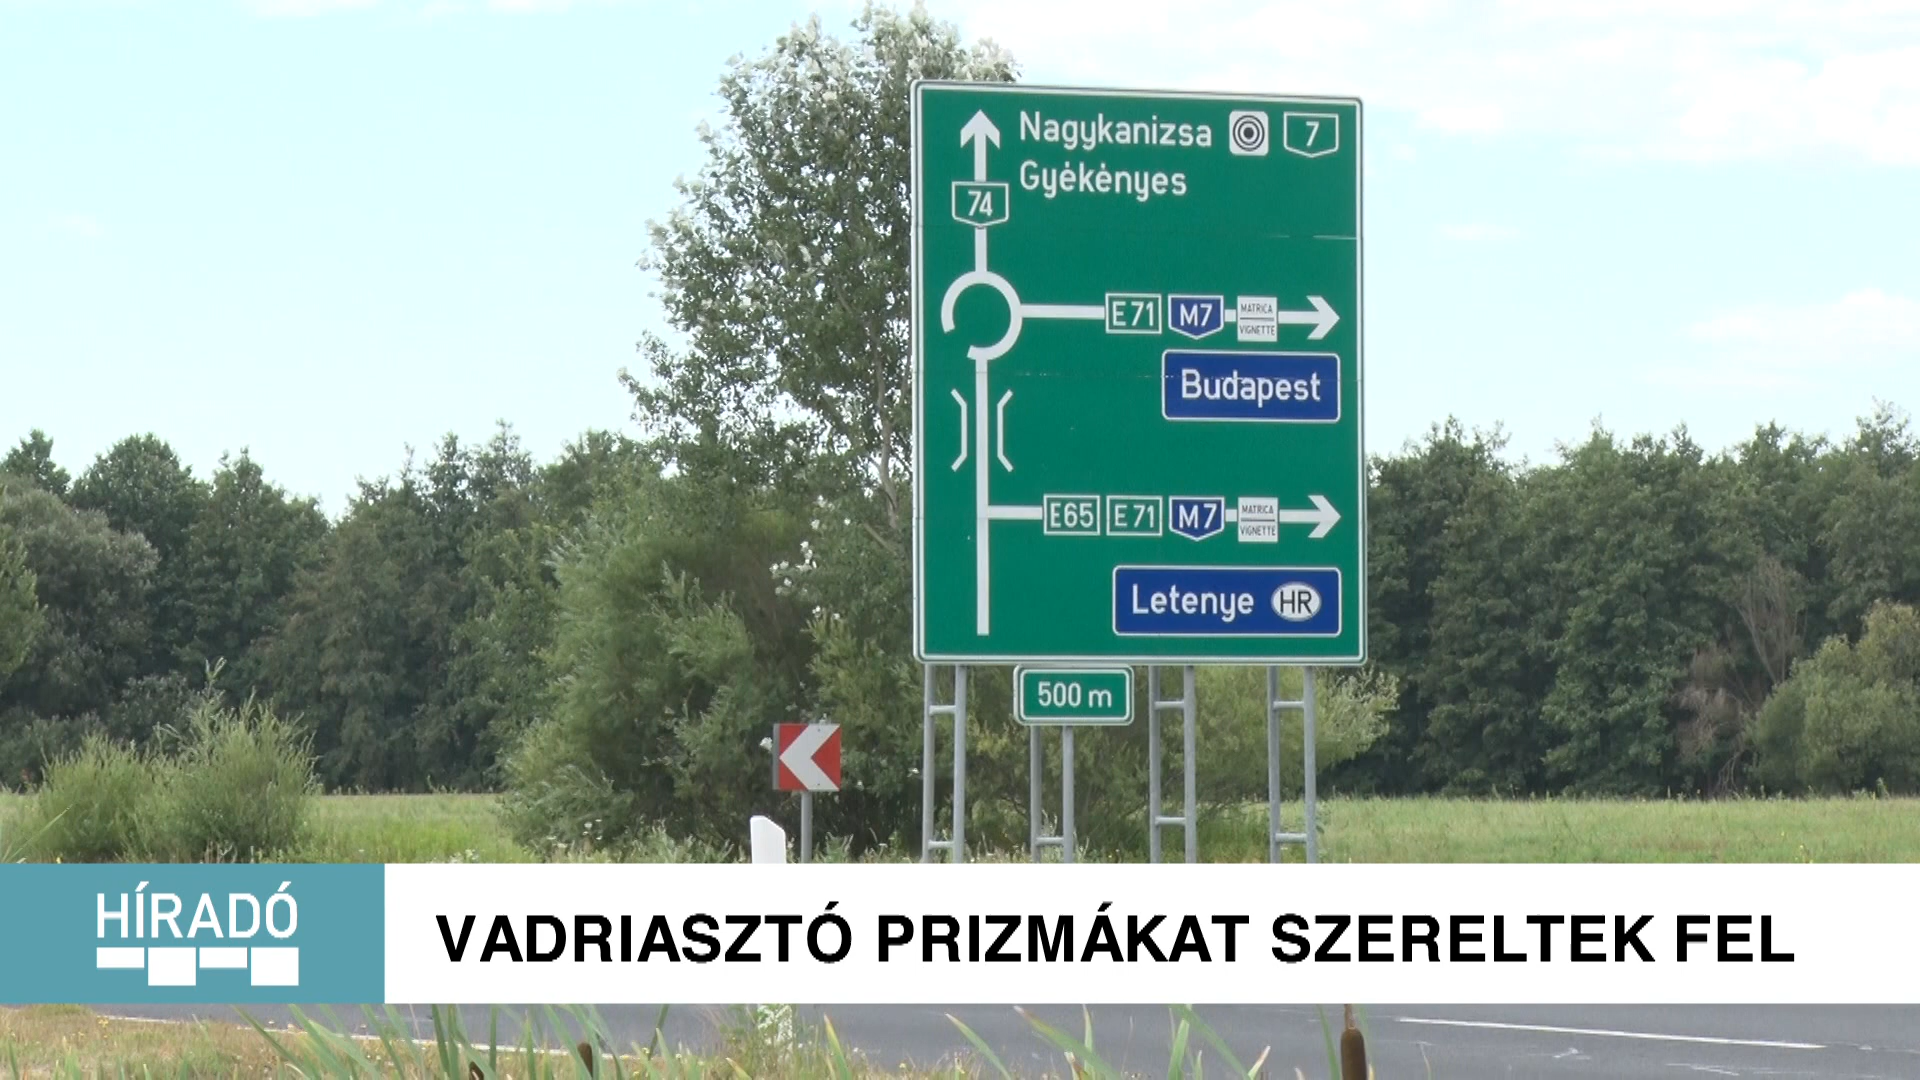 Nagykanizsa 7
Gyékényes
74
E71 M7 MATRICA VIGNETTE
Budapest
E65 E71 M7 MATRICA VIGNETTE
Letenye HR
500 m
HÍRADÓ
VADRIASZTÓ PRIZMÁKAT SZERELTEK FEL